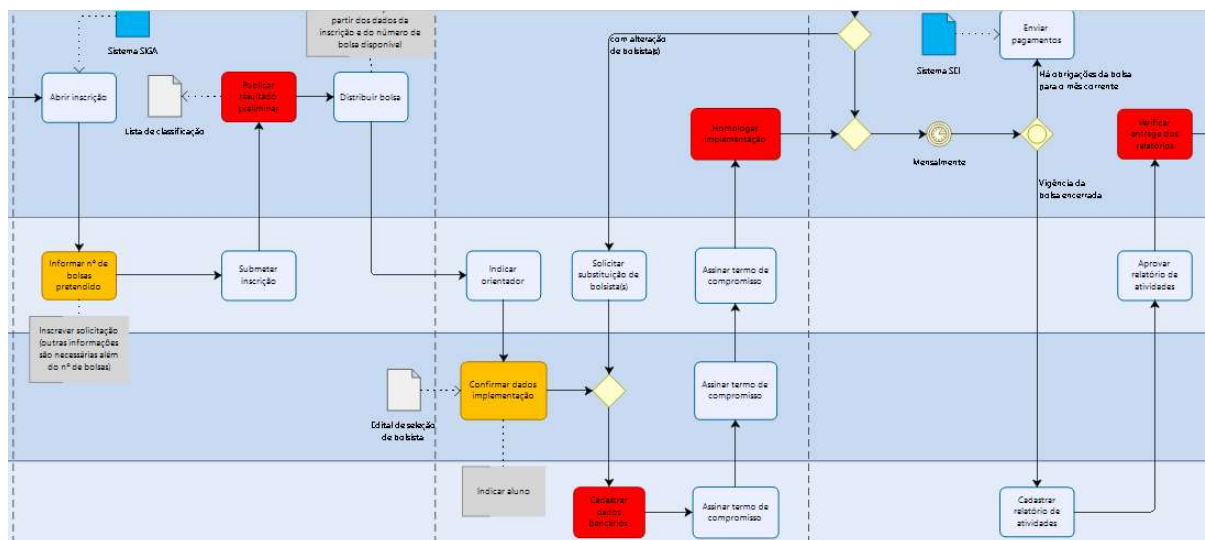 partir dos dados da
inscrição e do número de
bolsa disponível
Sistema SIGA
Abrir inscrição
Lista de classificação
Publicar
resultado
preliminar
Distribuir bolsa
com alteração
de bolsista(s)
Sistema SEI
Enviar
pagamentos
Há obrigações da bolsa
para o mês corrente
Homologar
implementação
Mensalmente
Verificar
entrega dos
relatórios
Vigência da
bolsa encerrada
Informar nº de
bolsas
pretendido
Submeter
inscrição
Indicar
orientador
Solicitar
substituição de
bolsista(s)
Assinar termo de
compromisso
Aprovar
relatório de
atividades
Inscrever solicitação
(outras informações
são necessárias além
do nº de bolsas)
Edital de seleção
de bolsista
Confirmar dados
implementação
Assinar termo de
compromisso
Indicar aluno
Cadastrar
dados
bancários
Assinar termo de
compromisso
Cadastrar
relatório de
atividades